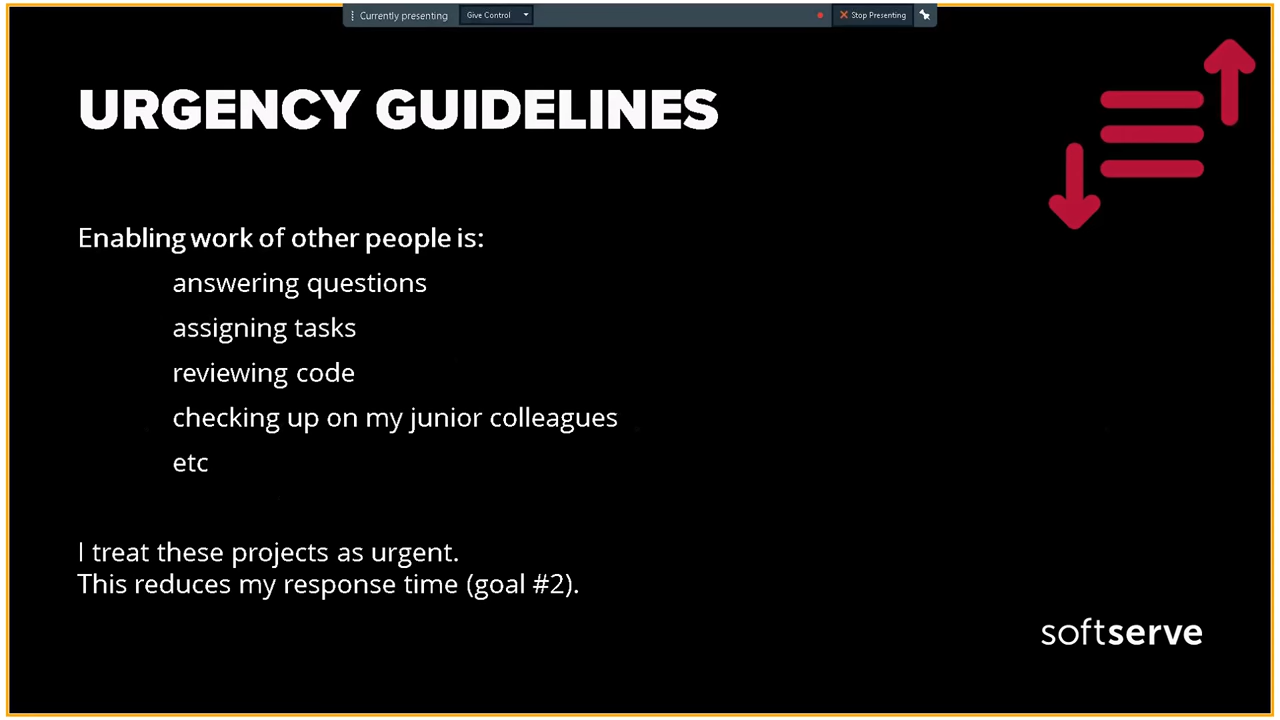 Currently presenting
Give Control
Stop Presenting
URGENCY GUIDELINES
Enabling work of other people is:
answering questions
assigning tasks
reviewing code
checking up on my junior colleagues
etc
I treat these projects as urgent.
This reduces my response time (goal #2).
softserve